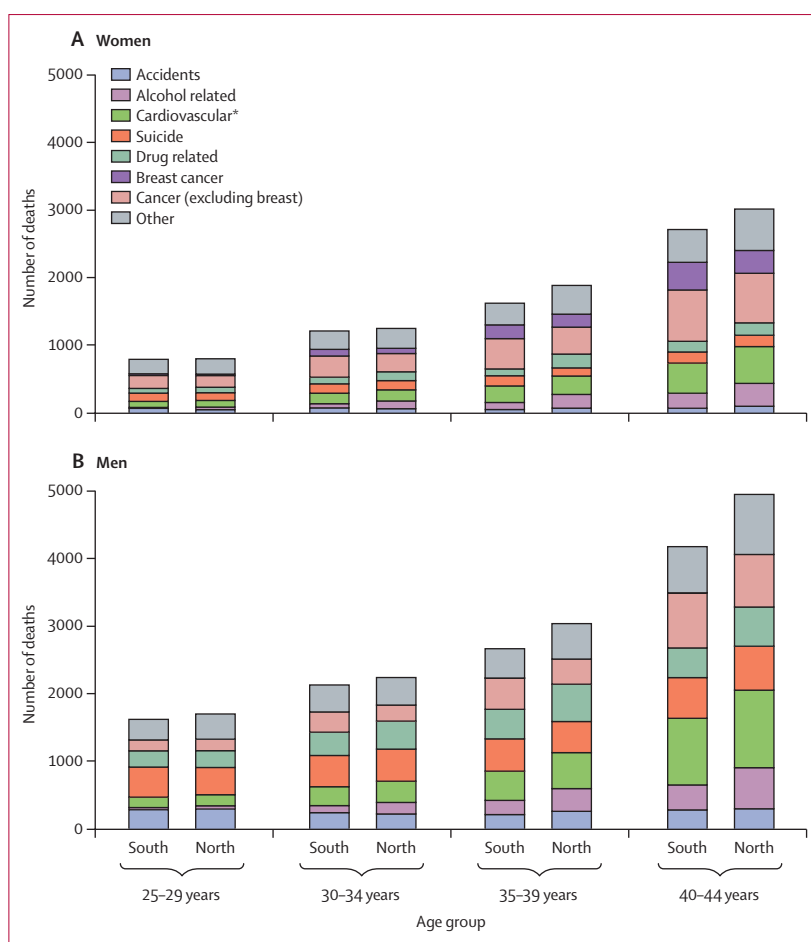 A Women
5000
4000
3000
2000
1000
0
Number of deaths
Accidents
Alcohol related
Cardiovascular*
Suicide
Drug related
Breast cancer
Cancer (excluding breast)
Other
B Men
5000
4000
3000
2000
1000
0
Number of deaths
South North South North South North South North
25–29 years 30–34 years 35–39 years 40–44 years
Age group